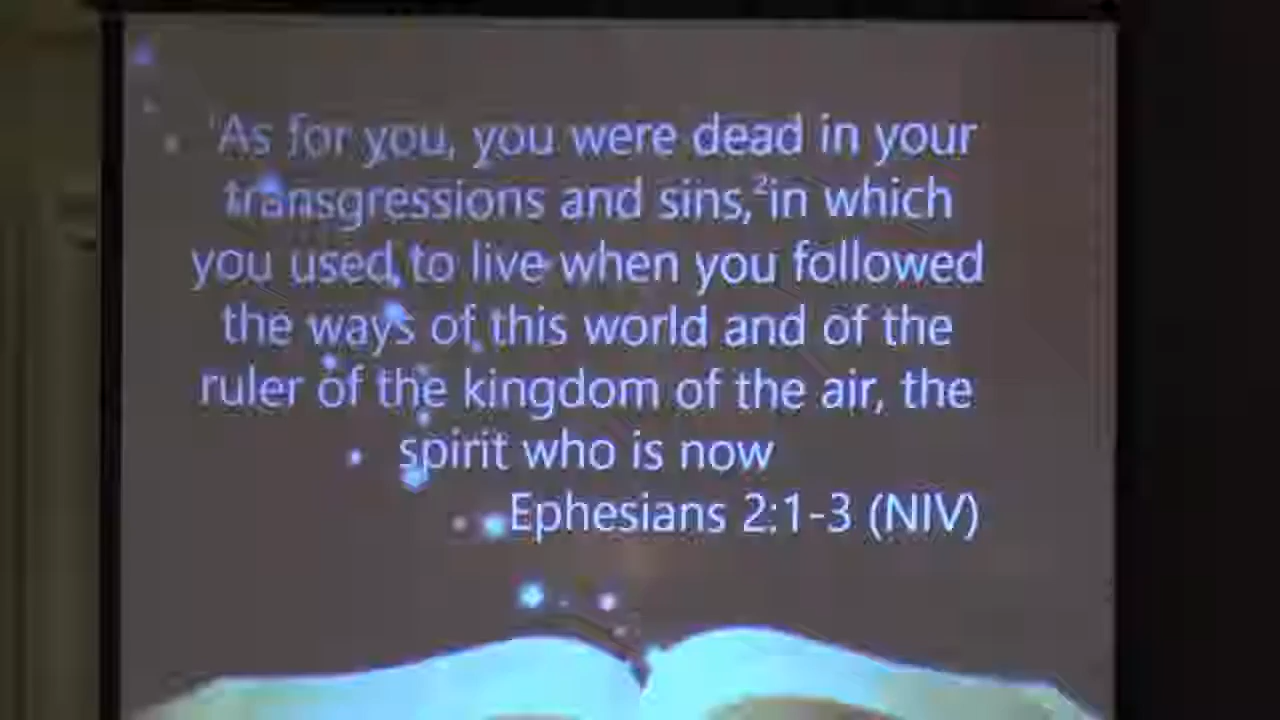 ¹As for you, you were dead in your
transgressions and sins, ²in which
you used to live when you followed
the ways of this world and of the
ruler of the kingdom of the air, the
spirit who is now
Ephesians 2:1-3 (NIV)